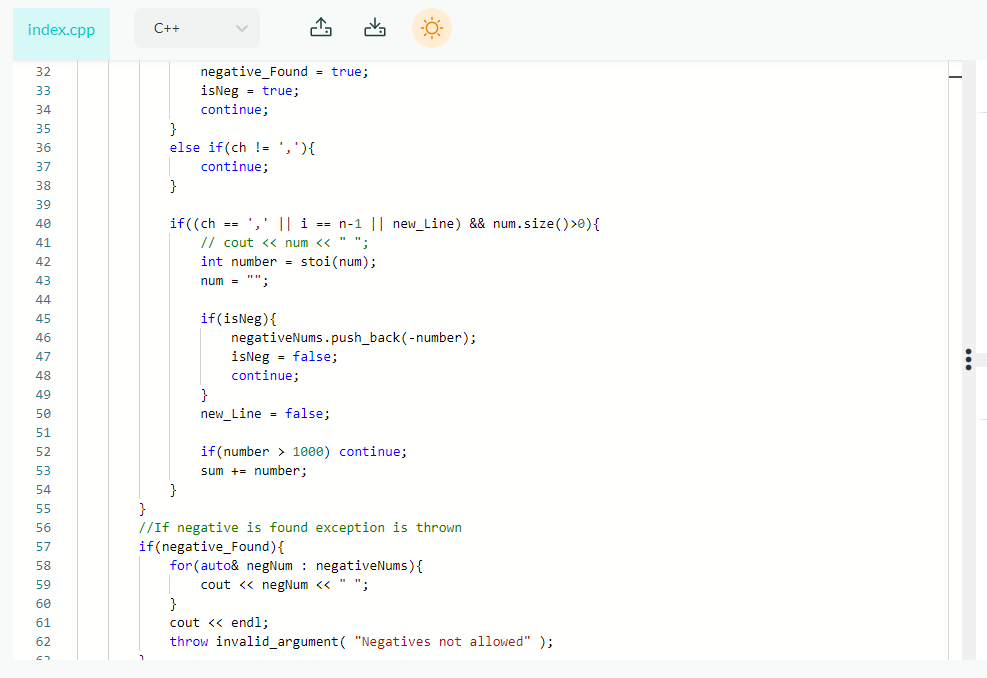 index.cpp
C++
32 negative_Found = true;
33 isNeg = true;
34 continue;
35 }
36 else if(ch != ','){
37 continue;
38 }
39
40 if((ch == ',' || i == n-1 || new_Line) && num.size()>0){
41 // cout << num << " ";
42 int number = stoi(num);
43 num = "";
44
45 if(isNeg){
46 negativeNums.push_back(-number);
47 isNeg = false;
48 continue;
49 }
50 new_Line = false;
51
52 if(number > 1000) continue;
53 sum += number;
54 }
55 }
56 //If negative is found exception is thrown
57 if(negative_Found){
58 for(auto& negNum : negativeNums){
59 cout << negNum << " ";
60 }
61 cout << endl;
62 throw invalid_argument( "Negatives not allowed" );
63 }